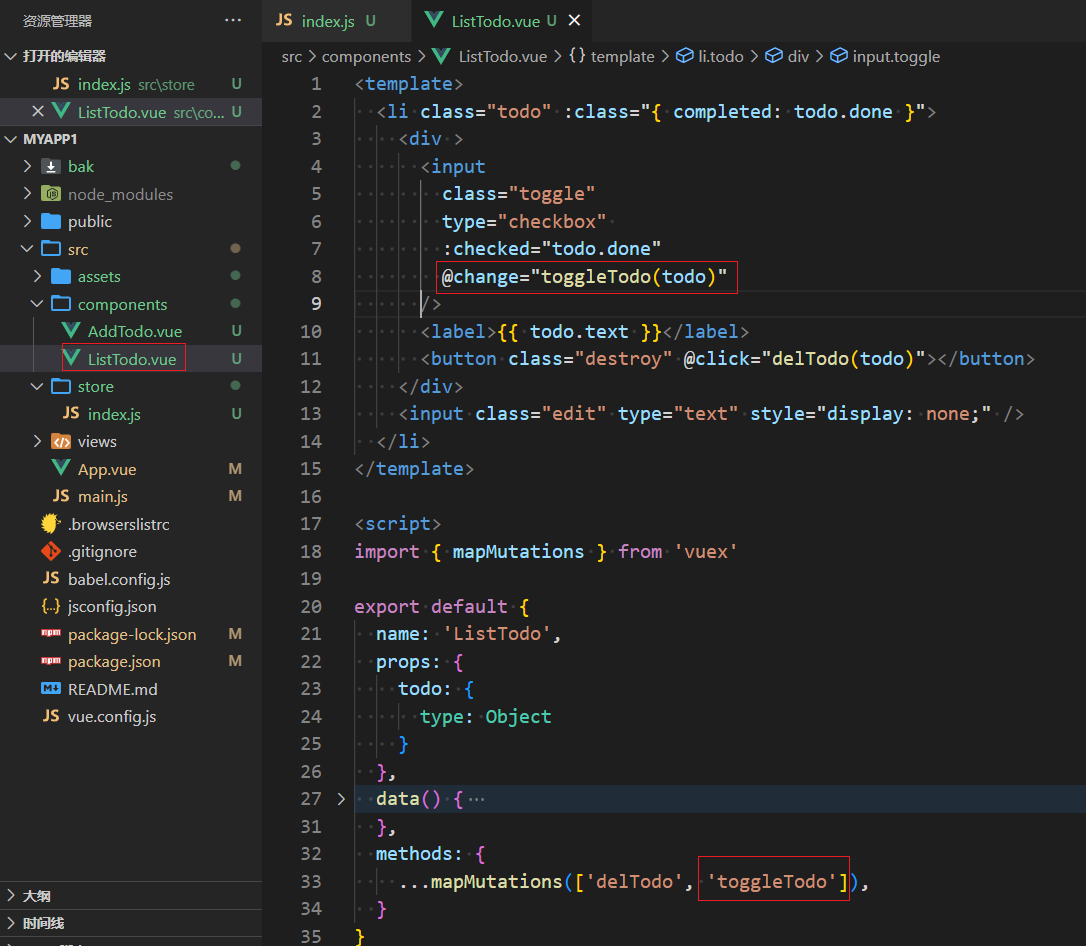 资源管理器 ···
打开的编辑器
JS index.js src\store U
ListTodo.vue src\co... U
MYAPP1
bak
node_modules
public
src
assets
components
AddTodo.vue U
ListTodo.vue U
store
JS index.js U
views
App.vue M
JS main.js M
.browserslistrc
.gitignore
JS babel.config.js
{..} jsconfig.json
npm package-lock.json M
npm package.json M
README.md
JS vue.config.js
大纲
时间线
JS index.js U
ListTodo.vue U
src > components > ListTodo.vue > {} template > li.todo > div > input.toggle
1 <template>
2 <li class="todo" :class="{ completed: todo.done }">
3 <div >
4 <input
5 class="toggle"
6 type="checkbox"
7 :checked="todo.done"
8 @change="toggleTodo(todo)"
9 />
10 <label>{{ todo.text }}</label>
11 <button class="destroy" @click="delTodo(todo)"></button>
12 </div>
13 <input class="edit" type="text" style="display: none;" />
14 </li>
15 </template>
16
17 <script>
18 import { mapMutations } from 'vuex'
19
20 export default {
21 name: 'ListTodo',
22 props: {
23 todo: {
24 type: Object
25 }
26 },
27 data() { ···
31 },
32 methods: {
33 ...mapMutations(['delTodo', 'toggleTodo']),
34 }
35 }